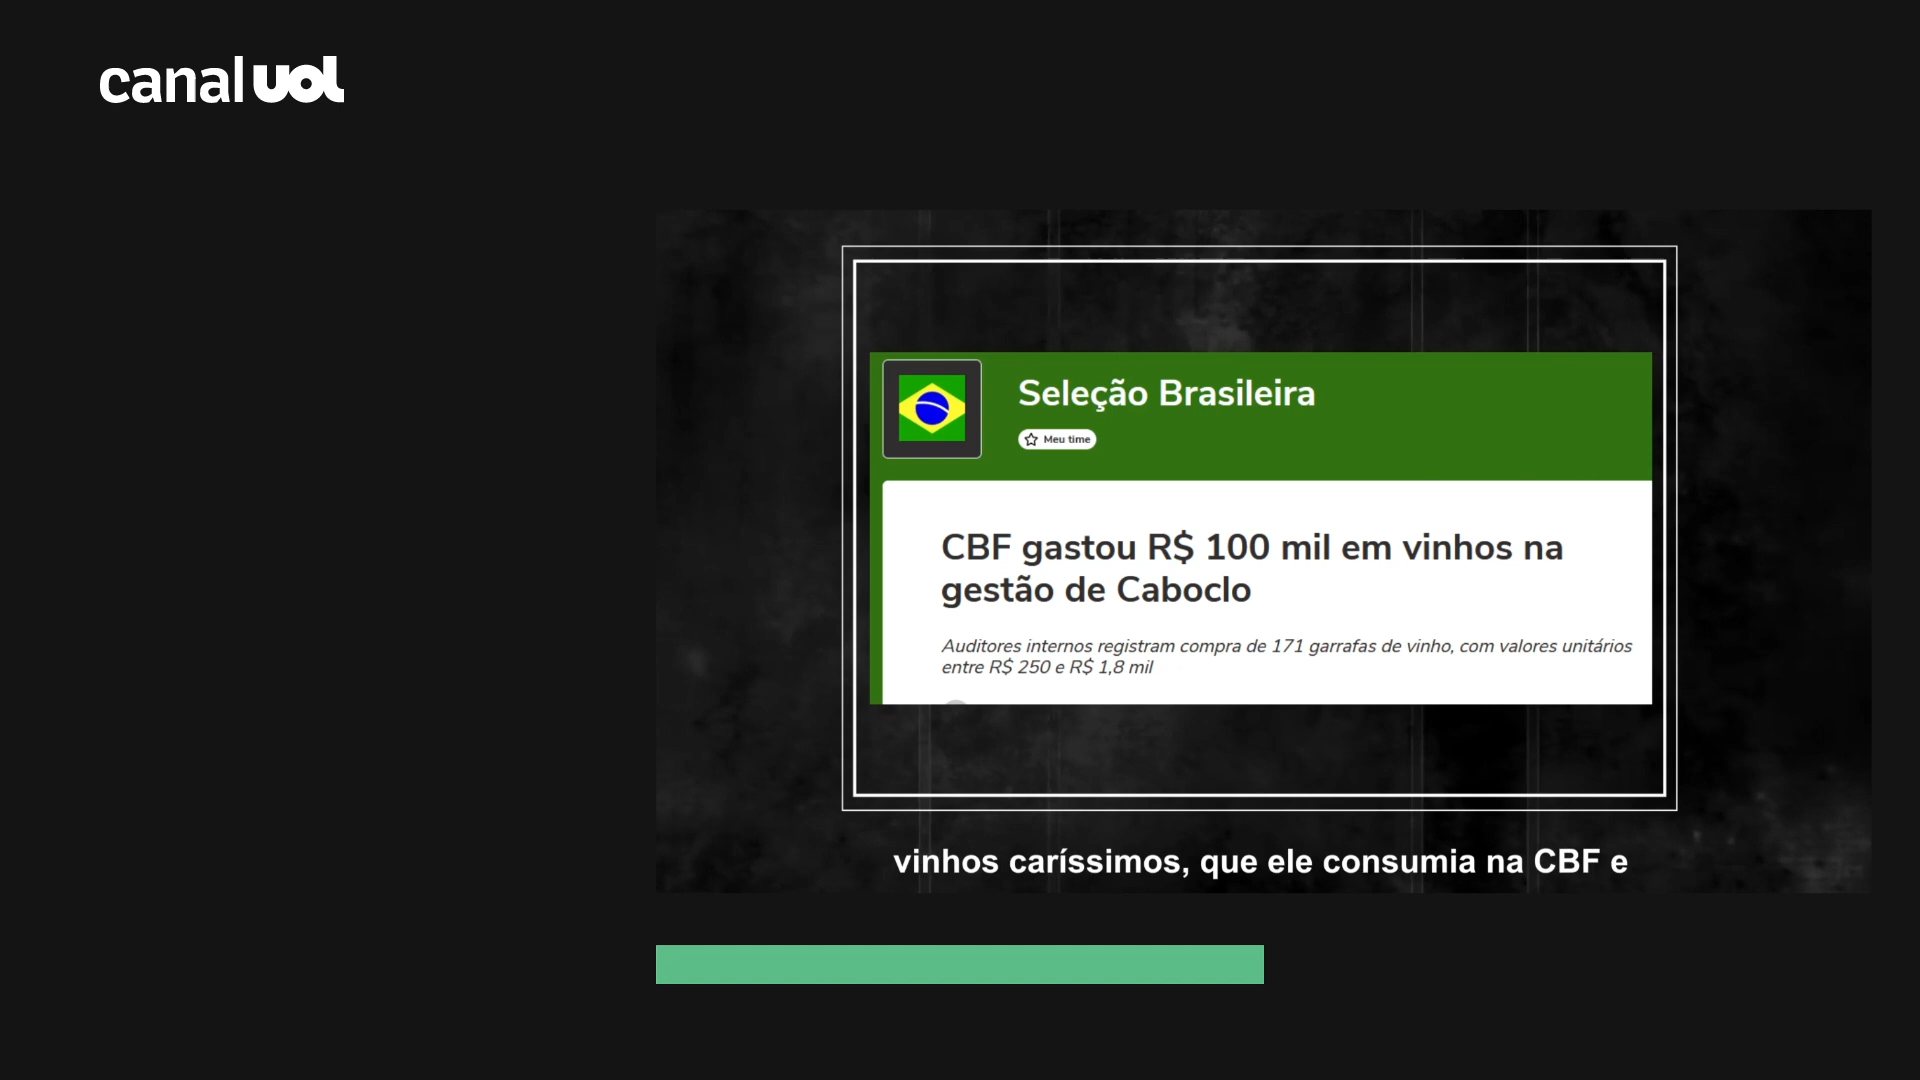 canal uol
Seleção Brasileira
Meu time
CBF gastou R$ 100 mil em vinhos na
gestão de Caboclo
Auditores internos registram compra de 171 garrafas de vinho, com valores unitários
entre R$ 250 e R$ 1,8 mil
vinhos caríssimos, que ele consumia na CBF e